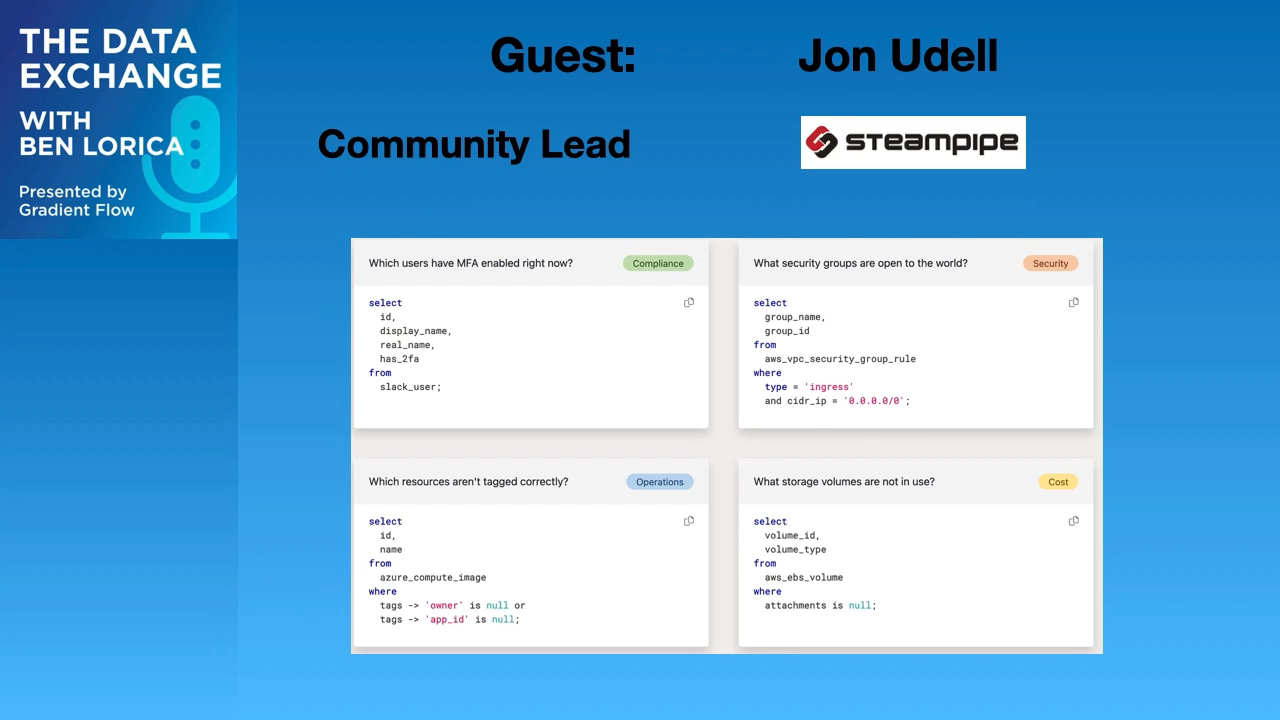 THE DATA
EXCHANGE
WITH
BEN LORICA
Presented by
Gradient Flow
Guest: Jon Udell
Community Lead
STEAMPIPE
Which users have MFA enabled right now? Compliance
select
id,
display_name,
real_name,
has_2fa
from
slack_user;
What security groups are open to the world? Security
select
group_name,
group_id
from
aws_vpc_security_group_rule
where
type = 'ingress'
and cidr_ip = '0.0.0.0/0';
Which resources aren't tagged correctly? Operations
select
id,
name
from
azure_compute_image
where
tags -> 'owner' is null or
tags -> 'app_id' is null;
What storage volumes are not in use? Cost
select
volume_id,
volume_type
from
aws_ebs_volume
where
attachments is null;